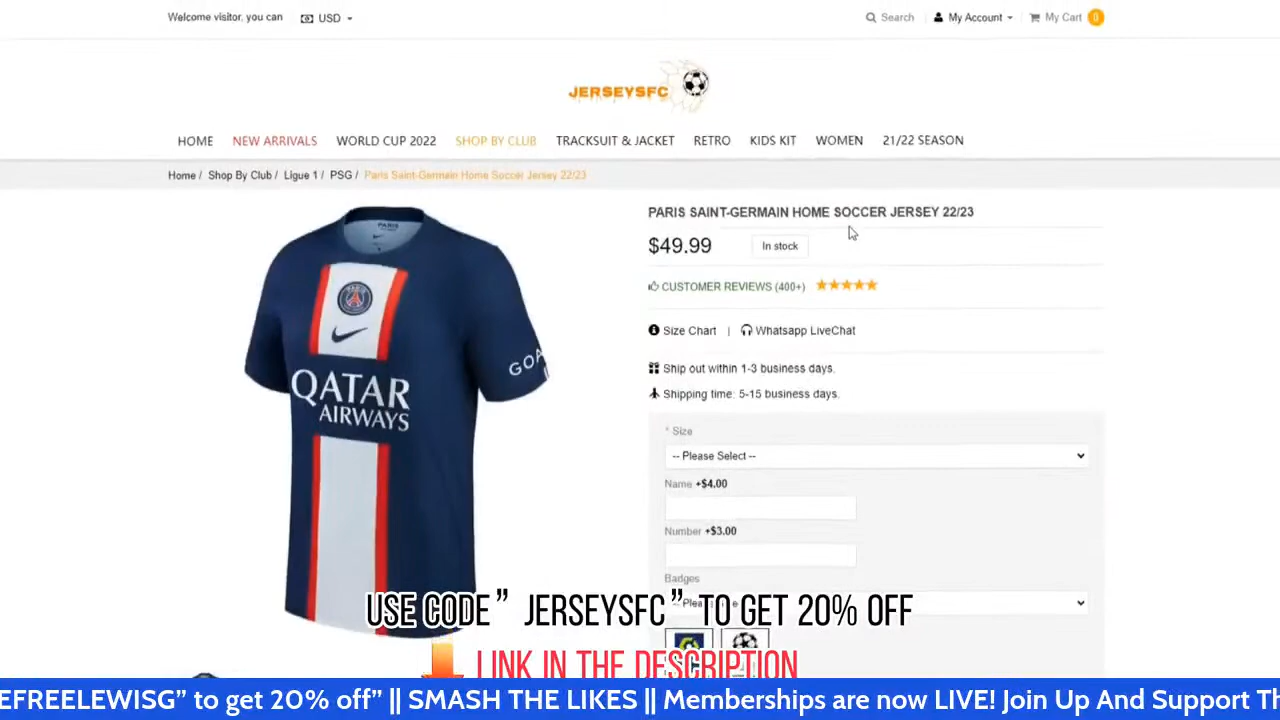 Welcome visitor, you can
USD
Search
My Account
My Cart
0
JERSEYSFC
HOME
NEW ARRIVALS
WORLD CUP 2022
SHOP BY CLUB
TRACKSUIT & JACKET
RETRO
KIDS KIT
WOMEN
21/22 SEASON
Home / Shop By Club / Ligue 1 / PSG / Paris Saint-Germain Home Soccer Jersey 22/23
PARIS SAINT-GERMAIN HOME SOCCER JERSEY 22/23
$49.99
In stock
CUSTOMER REVIEWS (400+)
Size Chart | Whatsapp LiveChat
Ship out within 1-3 business days.
Shipping time: 5-15 business days.
* Size
-- Please Select --
Name +$4.00
Number +$3.00
Badges
PARIS
PARIS
QATAR
AIRWAYS
GOA
USE CODE" JERSEYSFC" TO GET 20% OFF
LINK IN THE DESCRIPTION
EFREELEWISG" to get 20% off" || SMASH THE LIKES || Memberships are now LIVE! Join Up And Support Th